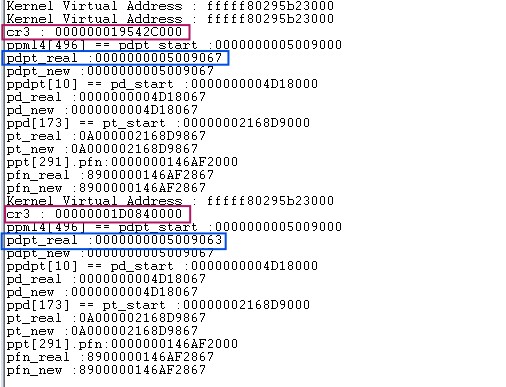 Kernel Virtual Address : fffff80295b23000
Kernel Virtual Address : fffff80295b23000
cr3 : 000000019542C000
ppml4[496] == pdpt_start :0000000005009000
pdpt_real :0000000005009067
pdpt_new :0000000005009067
ppdpt[10] == pd_start :0000000004D18000
pd_real :0000000004D18067
pd_new :0000000004D18067
ppd[173] == pt_start :00000002168D9000
pt_real :0A000002168D9867
pt_new :0A000002168D9867
ppt[291].pfn:0000000146AF2000
pfn_real :8900000146AF2867
pfn_new :8900000146AF2867
Kernel Virtual Address : fffff80295b23000
cr3 : 00000001D0840000
ppml4[496] == pdpt_start :0000000005009000
pdpt_real :0000000005009063
pdpt_new :0000000005009067
ppdpt[10] == pd_start :0000000004D18000
pd_real :0000000004D18067
pd_new :0000000004D18067
ppd[173] == pt_start :00000002168D9000
pt_real :0A000002168D9867
pt_new :0A000002168D9867
ppt[291].pfn:0000000146AF2000
pfn_real :8900000146AF2867
pfn_new :8900000146AF2867